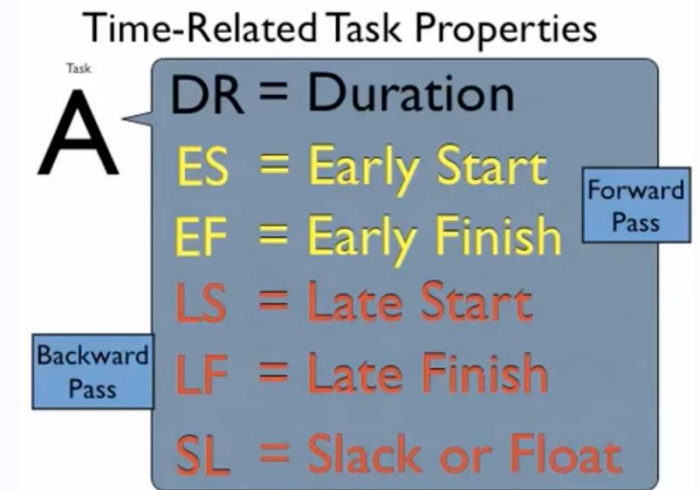 Time-Related Task Properties
Task
A
DR = Duration
ES = Early Start
EF = Early Finish
Forward
Pass
LS = Late Start
LF = Late Finish
Backward
Pass
SL = Slack or Float